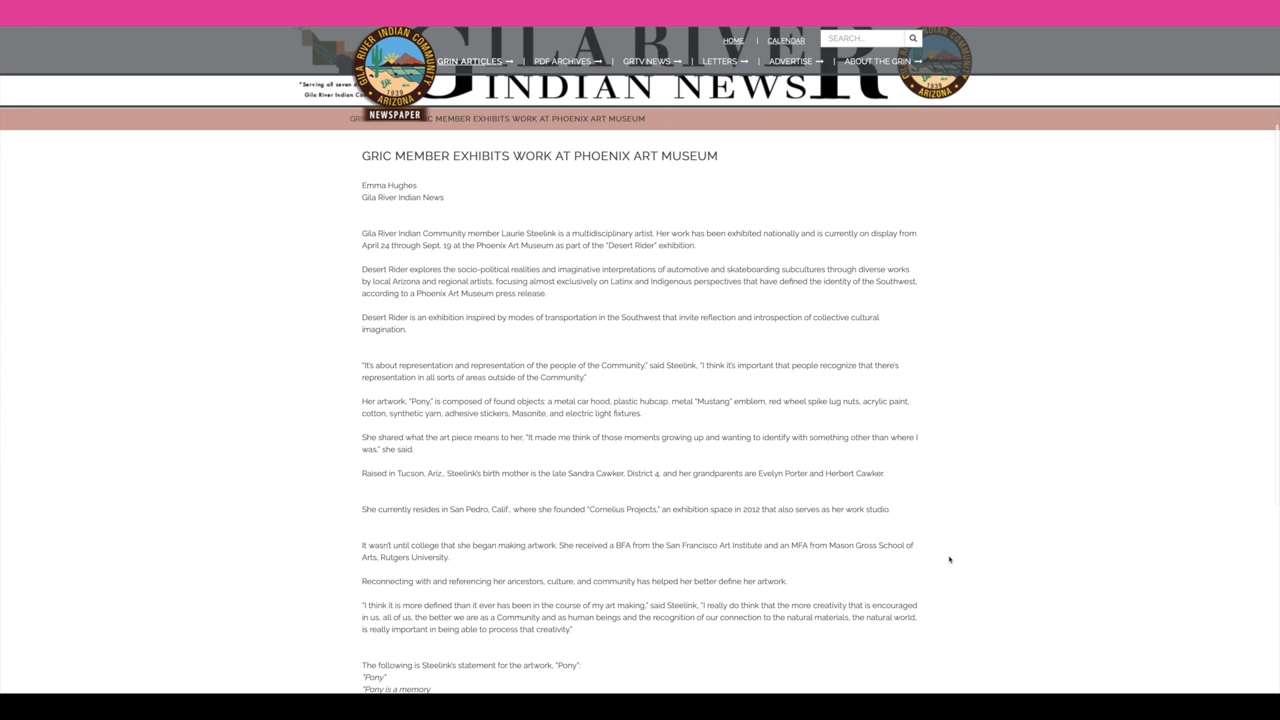 GILA RIVER
HOME | CALENDAR
SEARCH...
GRIN ARTICLES | PDF ARCHIVES | GRTV NEWS | LETTERS | ADVERTISE | ABOUT THE GRIN
GILA RIVER INDIAN COMMUNITY
1939
ARIZONA
NEWSPAPER
"Serving all seven
Gila River Indian Co
INDIAN NEWS
GRI C MEMBER EXHIBITS WORK AT PHOENIX ART MUSEUM
GRIC MEMBER EXHIBITS WORK AT PHOENIX ART MUSEUM
Emma Hughes
Gila River Indian News
Gila River Indian Community member Laurie Steelink is a multidisciplinary artist. Her work has been exhibited nationally and is currently on display from
April 24 through Sept. 19 at the Phoenix Art Museum as part of the "Desert Rider" exhibition.
Desert Rider explores the socio-political realities and imaginative interpretations of automotive and skateboarding subcultures through diverse works
by local Arizona and regional artists, focusing almost exclusively on Latinx and Indigenous perspectives that have defined the identity of the Southwest,
according to a Phoenix Art Museum press release.
Desert Rider is an exhibition inspired by modes of transportation in the Southwest that invite reflection and introspection of collective cultural
imagination.
"It's about representation and representation of the people of the Community," said Steelink, "I think it's important that people recognize that there's
representation in all sorts of areas outside of the Community."
Her artwork, "Pony," is composed of found objects: a metal car hood, plastic hubcap, metal "Mustang" emblem, red wheel spike lug nuts, acrylic paint,
cotton, synthetic yarn, adhesive stickers, Masonite, and electric light fixtures.
She shared what the art piece means to her, "It made me think of those moments growing up and wanting to identify with something other than where I
was," she said.
Raised in Tucson, Ariz., Steelink's birth mother is the late Sandra Cawker, District 4, and her grandparents are Evelyn Porter and Herbert Cawker.
She currently resides in San Pedro, Calif., where she founded "Cornelius Projects," an exhibition space in 2012 that also serves as her work studio.
It wasn't until college that she began making artwork. She received a BFA from the San Francisco Art Institute and an MFA from Mason Gross School of
Arts, Rutgers University.
Reconnecting with and referencing her ancestors, culture, and community has helped her better define her artwork.
"I think it is more defined than it ever has been in the course of my art making," said Steelink, "I really do think that the more creativity that is encouraged
in us, all of us, the better we are as a Community and as human beings and the recognition of our connection to the natural materials, the natural world,
is really important in being able to process that creativity."
The following is Steelink's statement for the artwork, "Pony":
"Pony"
"Pony is a memory